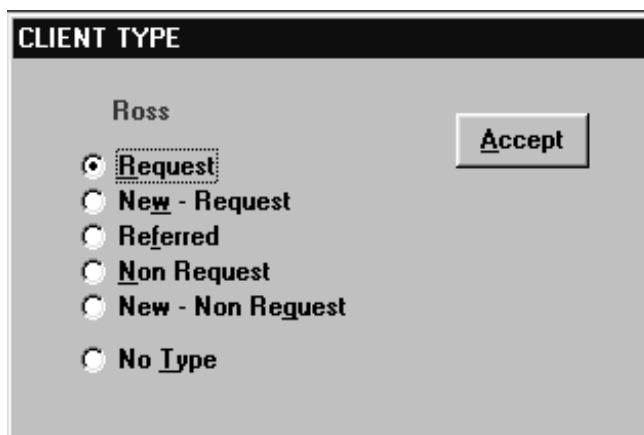 CLIENT TYPE
Ross
Accept
Request
New - Request
Referred
Non Request
New - Non Request
No Type